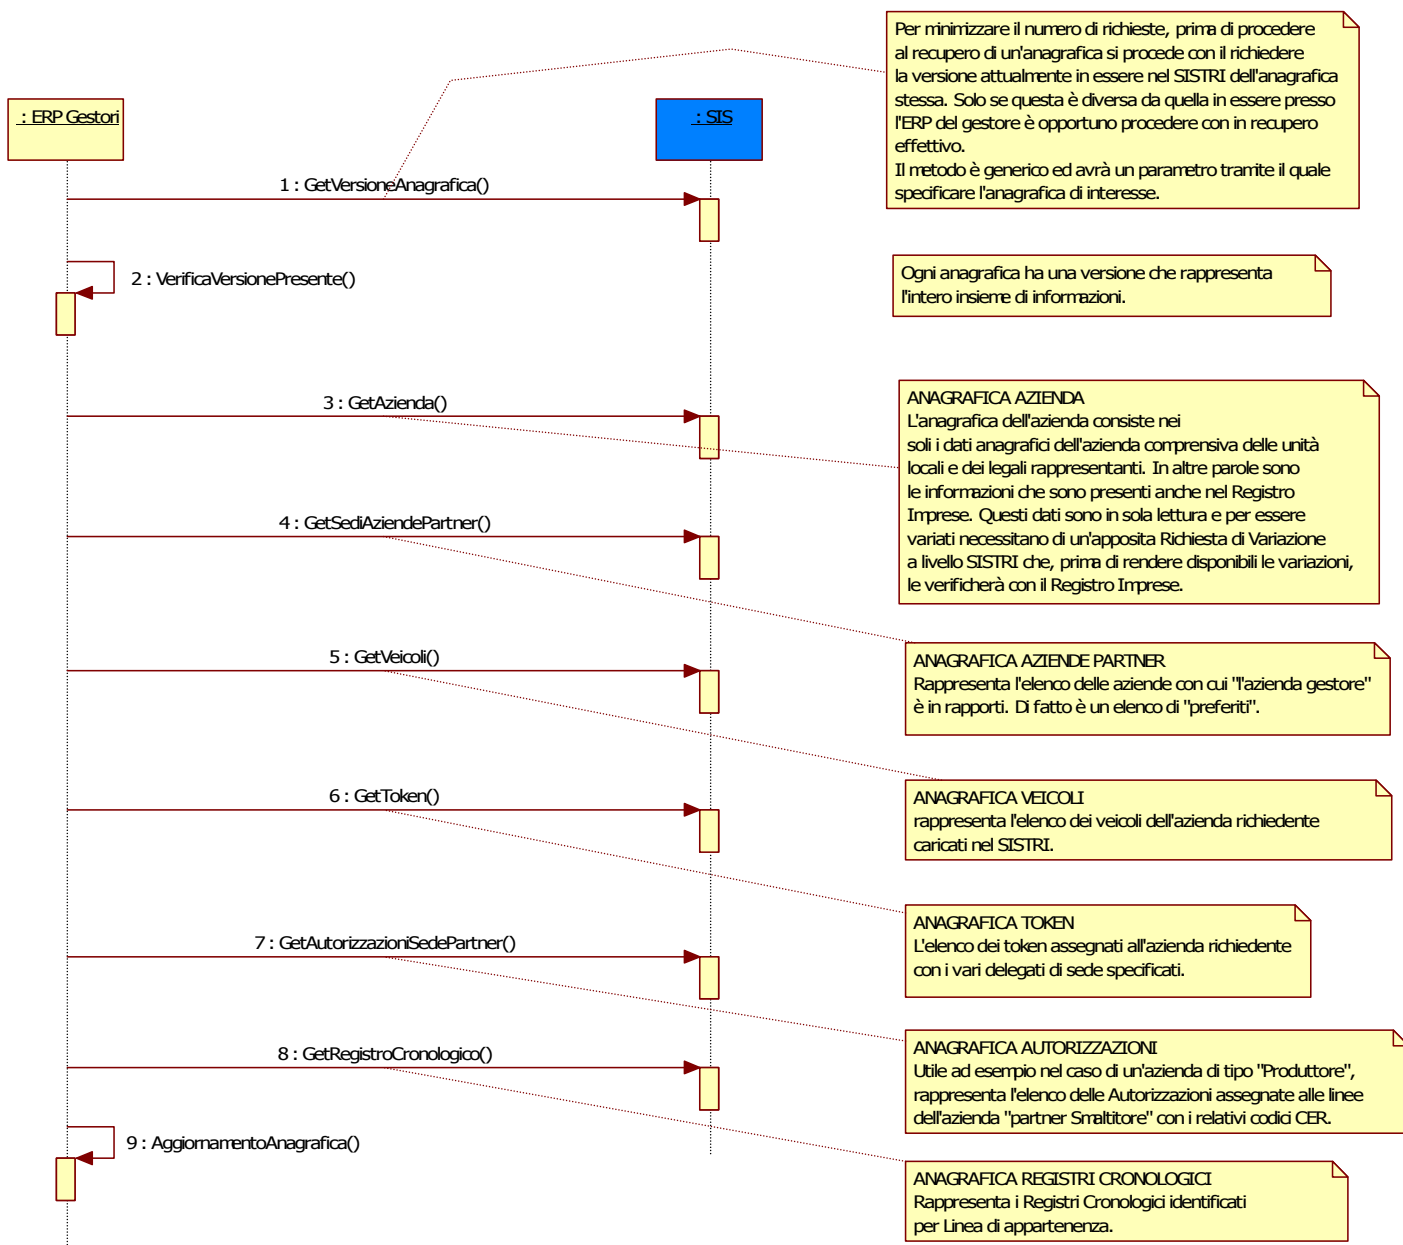 Per minimizzare il numero di richieste, prima di procedere
al recupero di un'anagrafica si procede con il richiedere
la versione attualmente in essere nel SISTRI dell'anagrafica
stessa. Solo se questa è diversa da quella in essere presso
l'ERP del gestore è opportuno procedere con in recupero
effettivo.
Il metodo è generico ed avrà un parametro tramite il quale
specificare l'anagrafica di interesse.
: ERP Gestori
: SIS
1 : GetVersioneAnagrafica()
2 : VerificaVersionePresente()
Ogni anagrafica ha una versione che rappresenta
l'intero insieme di informazioni.
3 : GetAzienda()
ANAGRAFICA AZIENDA
L'anagrafica dell'azienda consiste nei
soli i dati anagrafici dell'azienda comprensiva delle unità
locali e dei legali rappresentanti. In altre parole sono
le informazioni che sono presenti anche nel Registro
Imprese. Questi dati sono in sola lettura e per essere
variati necessitano di un'apposita Richiesta di Variazione
a livello SISTRI che, prima di rendere disponibili le variazioni,
le verificherà con il Registro Imprese.
4 : GetSediAziendePartner()
ANAGRAFICA AZIENDE PARTNER
Rappresenta l'elenco delle aziende con cui "l'azienda gestore"
è in rapporti. Di fatto è un elenco di "preferiti".
5 : GetVeicoli()
ANAGRAFICA VEICOLI
rappresenta l'elenco dei veicoli dell'azienda richiedente
caricati nel SISTRI.
6 : GetToken()
ANAGRAFICA TOKEN
L'elenco dei token assegnati all'azienda richiedente
con i vari delegati di sede specificati.
7 : GetAutorizzazioniSedePartner()
ANAGRAFICA AUTORIZZAZIONI
Utile ad esempio nel caso di un'azienda di tipo "Produttore",
rappresenta l'elenco delle Autorizzazioni assegnate alle linee
dell'azienda "partner Smaltitore" con i relativi codici CER.
8 : GetRegistroCronologico()
9 : AggiornamentoAnagrafica()
ANAGRAFICA REGISTRI CRONOLOGICI
Rappresenta i Registri Cronologici identificati
per Linea di appartenenza.